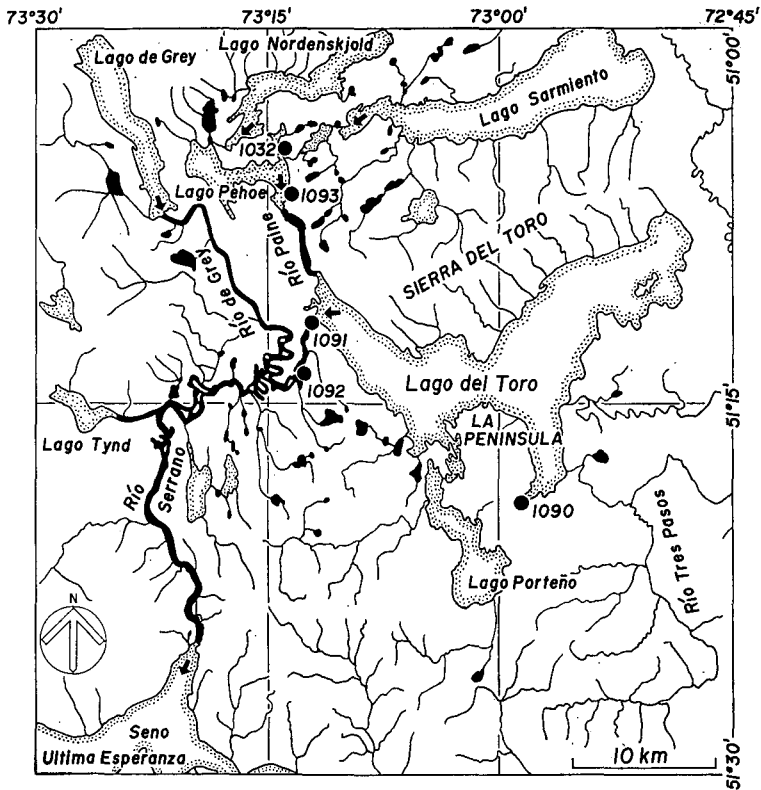 73°30'
73°15'
73°00'
72°45'
51°00'
Lago de Grey
Lago Nordenskjold
Lago Sarmiento
1032
Lago Pehoe
1093
Río Paine
Río de Grey
SIERRA DEL TORO
1091
1092
Lago del Toro
51°15'
Lago Tynd
LA
PENINSULA
Río
Serrano
1090
Río Tres Pasos
Lago Porteño
N
Seno
Ultima Esperanza
10 km
51°30'